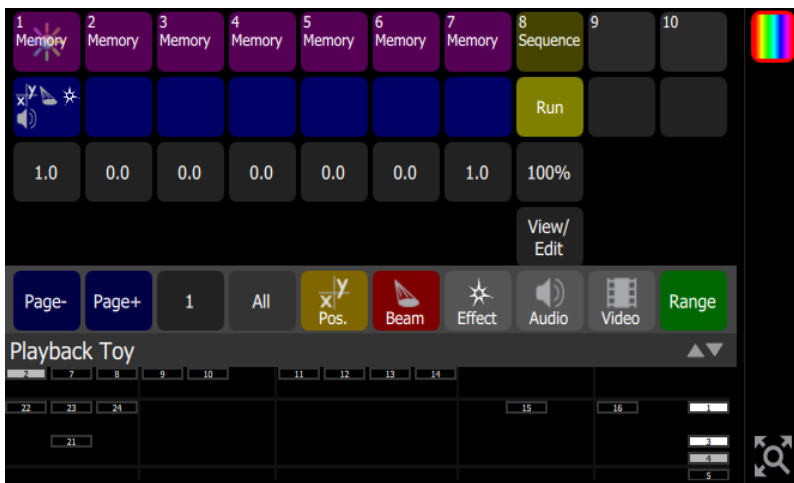 1 2 3 4 5 6 7 8 9 10
Memory Memory Memory Memory Memory Memory Memory Sequence
x y Run
1.0 0.0 0.0 0.0 0.0 0.0 1.0 100%
View/
Edit
Page- Page+ 1 All x y Pos. Beam Effect Audio Video Range
Playback Toy
2 7 8 9 10 11 12 13 14
22 23 24 15 16 1
21 3
4
5